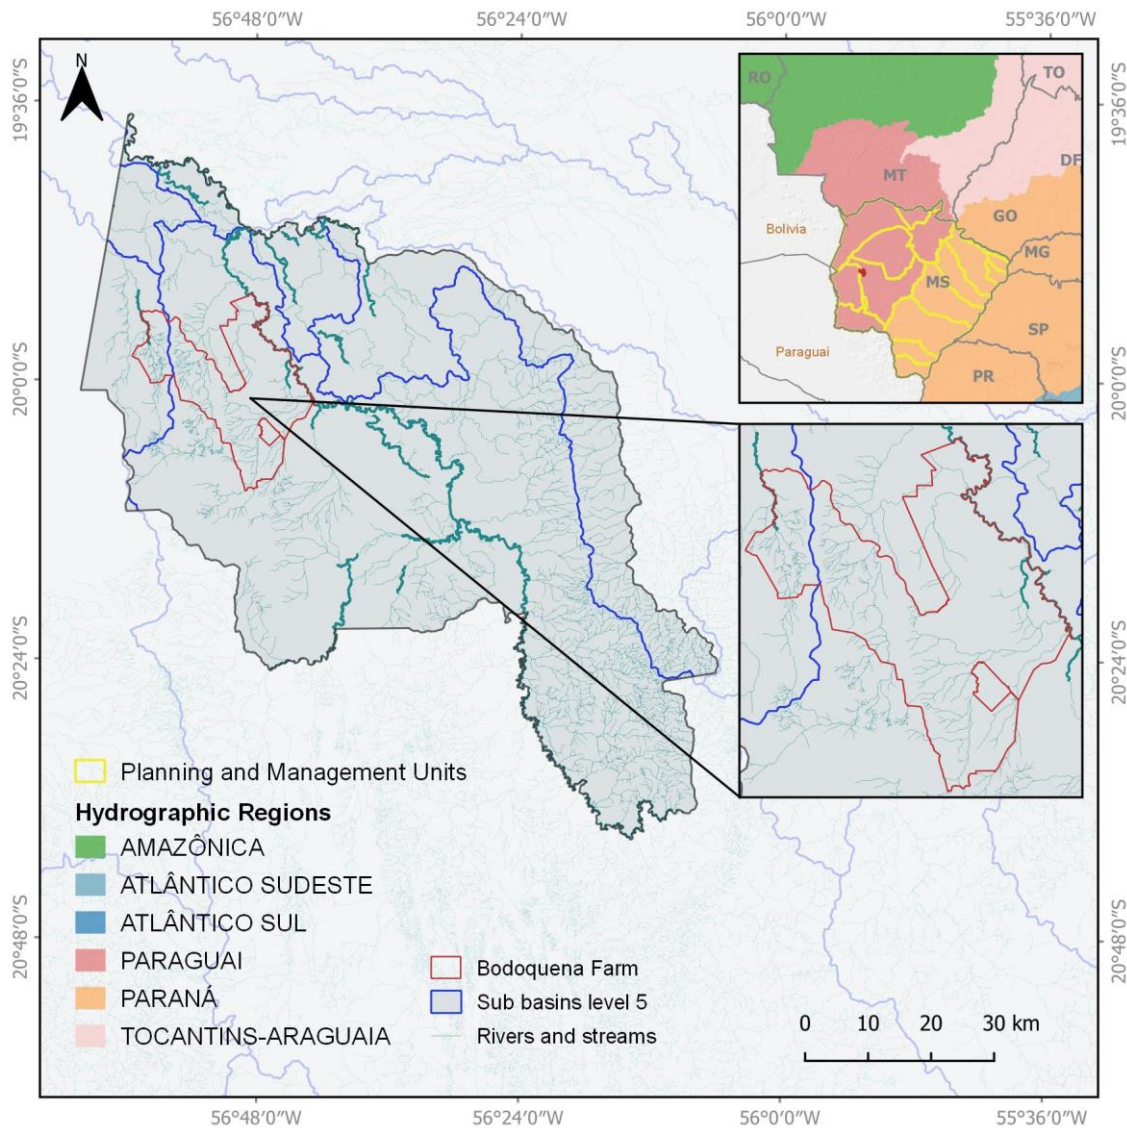 56°48′0″W 56°24′0″W 56°0′0″W 55°36′0″W
N
19°36′0″S
19°36′0″S
RO
TO
DF
MT
GO
Bolivia
MG
MS
SP
Paraguai
PR
20°0′0″S
20°0′0″S
20°24′0″S
20°24′0″S
Planning and Management Units
Hydrographic Regions
AMAZÔNICA
ATLÂNTICO SUDESTE
ATLÂNTICO SUL
PARAGUAI
PARANÁ
TOCANTINS-ARAGUAIA
Bodoquena Farm
Sub basins level 5
Rivers and streams
20°48′0″S
20°48′0″S
0 10 20 30 km
56°48′0″W 56°24′0″W 56°0′0″W 55°36′0″W